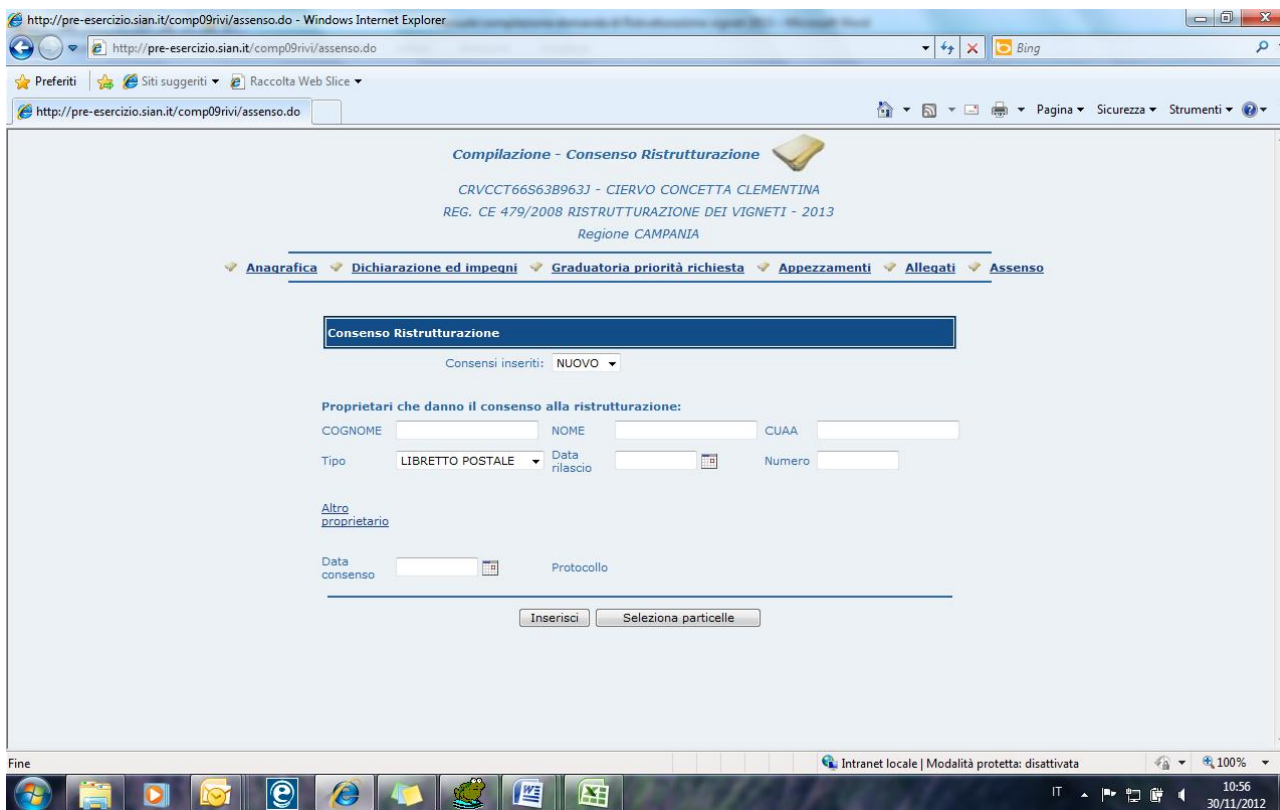 http://pre-esercizio.sian.it/comp09rivi/assenso.do - Windows Internet Explorer
http://pre-esercizio.sian.it/comp09rivi/assenso.do
Bing
Preferiti Siti suggeriti Raccolta Web Slice
http://pre-esercizio.sian.it/comp09rivi/assenso.do Pagina Sicurezza Strumenti
Compilazione - Consenso Ristrutturazione
CRVCCT66S63B963J - CIERVO CONCETTA CLEMENTINA
REG. CE 479/2008 RISTRUTTURAZIONE DEI VIGNETI - 2013
Regione CAMPANIA
Anagrafica Dichiarazione ed impegni Graduatoria priorità richiesta Appezzamenti Allegati Assenso
Consenso Ristrutturazione
Consensi inseriti: NUOVO
Proprietari che danno il consenso alla ristrutturazione:
COGNOME NOME CUAA
Tipo LIBRETTO POSTALE Data rilascio Numero
Altro
proprietario
Data
consenso Protocollo
Inserisci Seleziona particelle
Fine Intranet locale | Modalità protetta: disattivata 100%
IT 10:56
30/11/2012